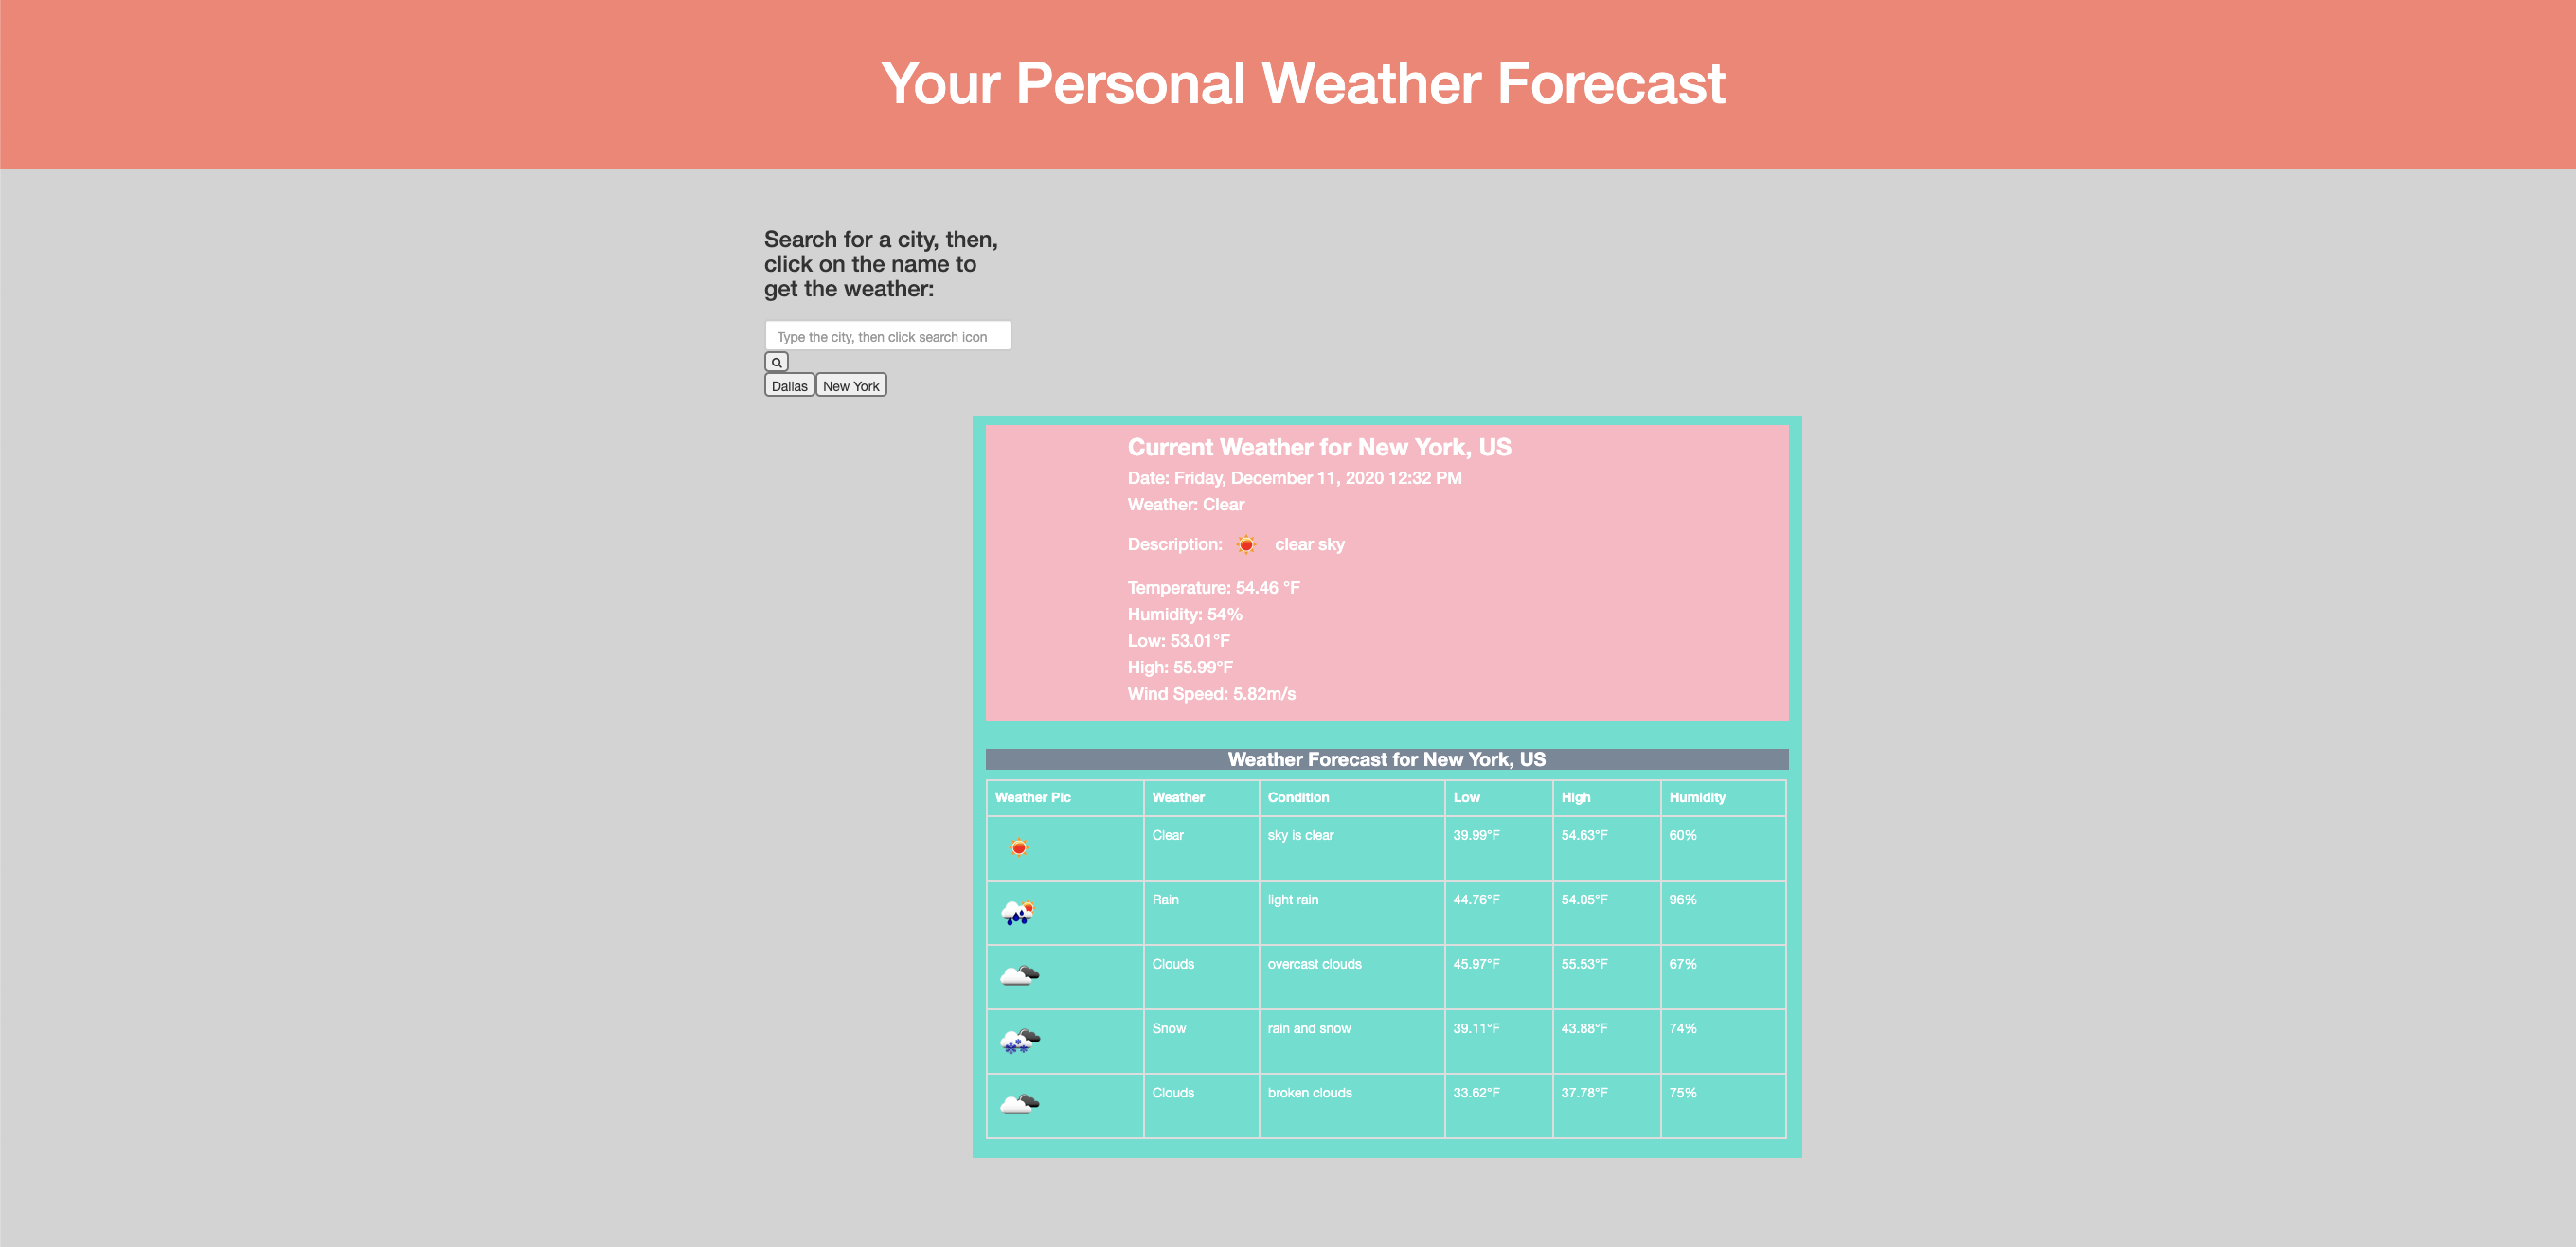 Your Personal Weather Forecast
Search for a city, then,
click on the name to
get the weather:
Type the city, then click search icon
Dallas New York
Current Weather for New York, US
Date: Friday, December 11, 2020 12:32 PM
Weather: Clear
Description: clear sky
Temperature: 54.46 °F
Humidity: 54%
Low: 53.01°F
High: 55.99°F
Wind Speed: 5.82m/s
Weather Forecast for New York, US
Weather Pic Weather Condition Low High Humidity
Clear sky is clear 39.99°F 54.63°F 60%
Rain light rain 44.76°F 54.05°F 96%
Clouds overcast clouds 45.97°F 55.53°F 67%
Snow rain and snow 39.11°F 43.88°F 74%
Clouds broken clouds 33.62°F 37.78°F 75%